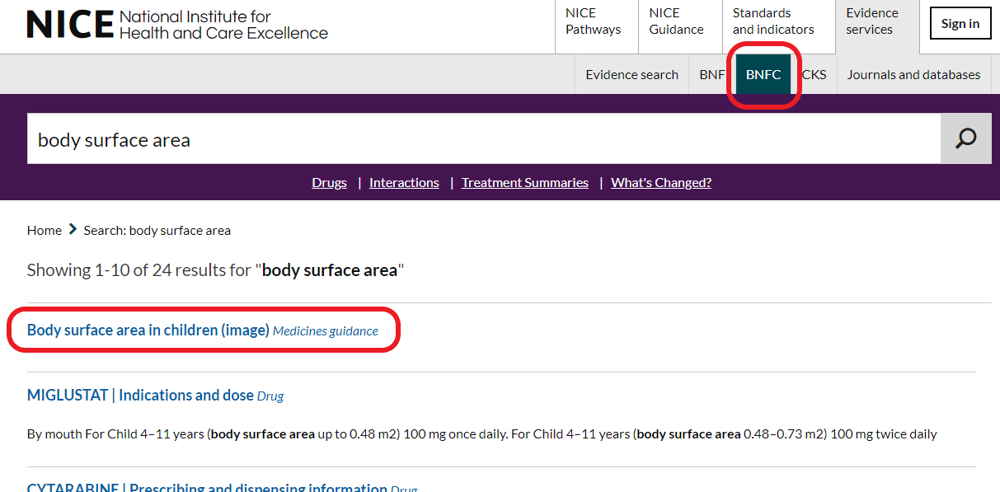 NICE National Institute for
Health and Care Excellence
NICE
Pathways
NICE
Guidance
Standards
and indicators
Evidence
services
Sign in
Evidence search
BNF
BNFC
CKS
Journals and databases
body surface area
Drugs | Interactions | Treatment Summaries | What's Changed?
Home > Search: body surface area
Showing 1-10 of 24 results for "body surface area"
Body surface area in children (image) Medicines guidance
MIGLUSTAT | Indications and dose Drug
By mouth For Child 4–11 years (body surface area up to 0.48 m2) 100 mg once daily. For Child 4–11 years (body surface area 0.48–0.73 m2) 100 mg twice daily
CYTARABINE | Prescribing and dispensing information Drug